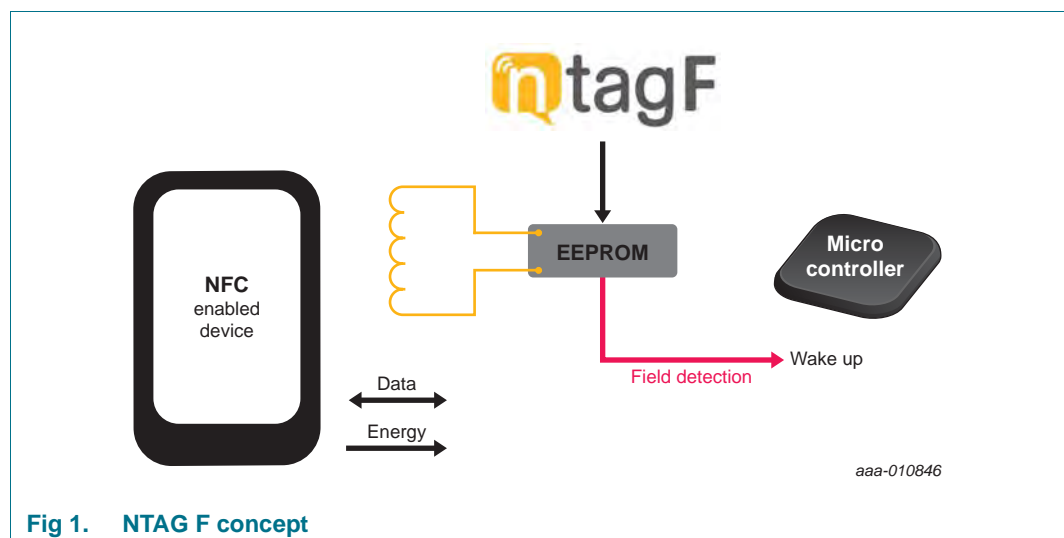 ntagF
EEPROM
Micro
controller
NFC
enabled
device
Wake up
Field detection
Data
Energy
aaa-010846
Fig 1. NTAG F concept